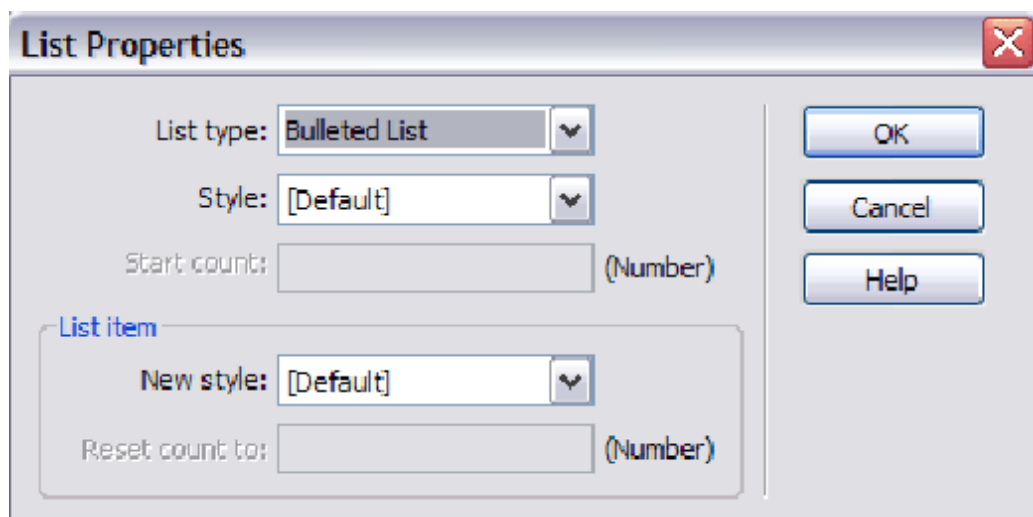 List Properties
List type: Bulleted List
OK
Style: [Default]
Cancel
Start count: (Number)
Help
List item
New style: [Default]
Reset count to: (Number)